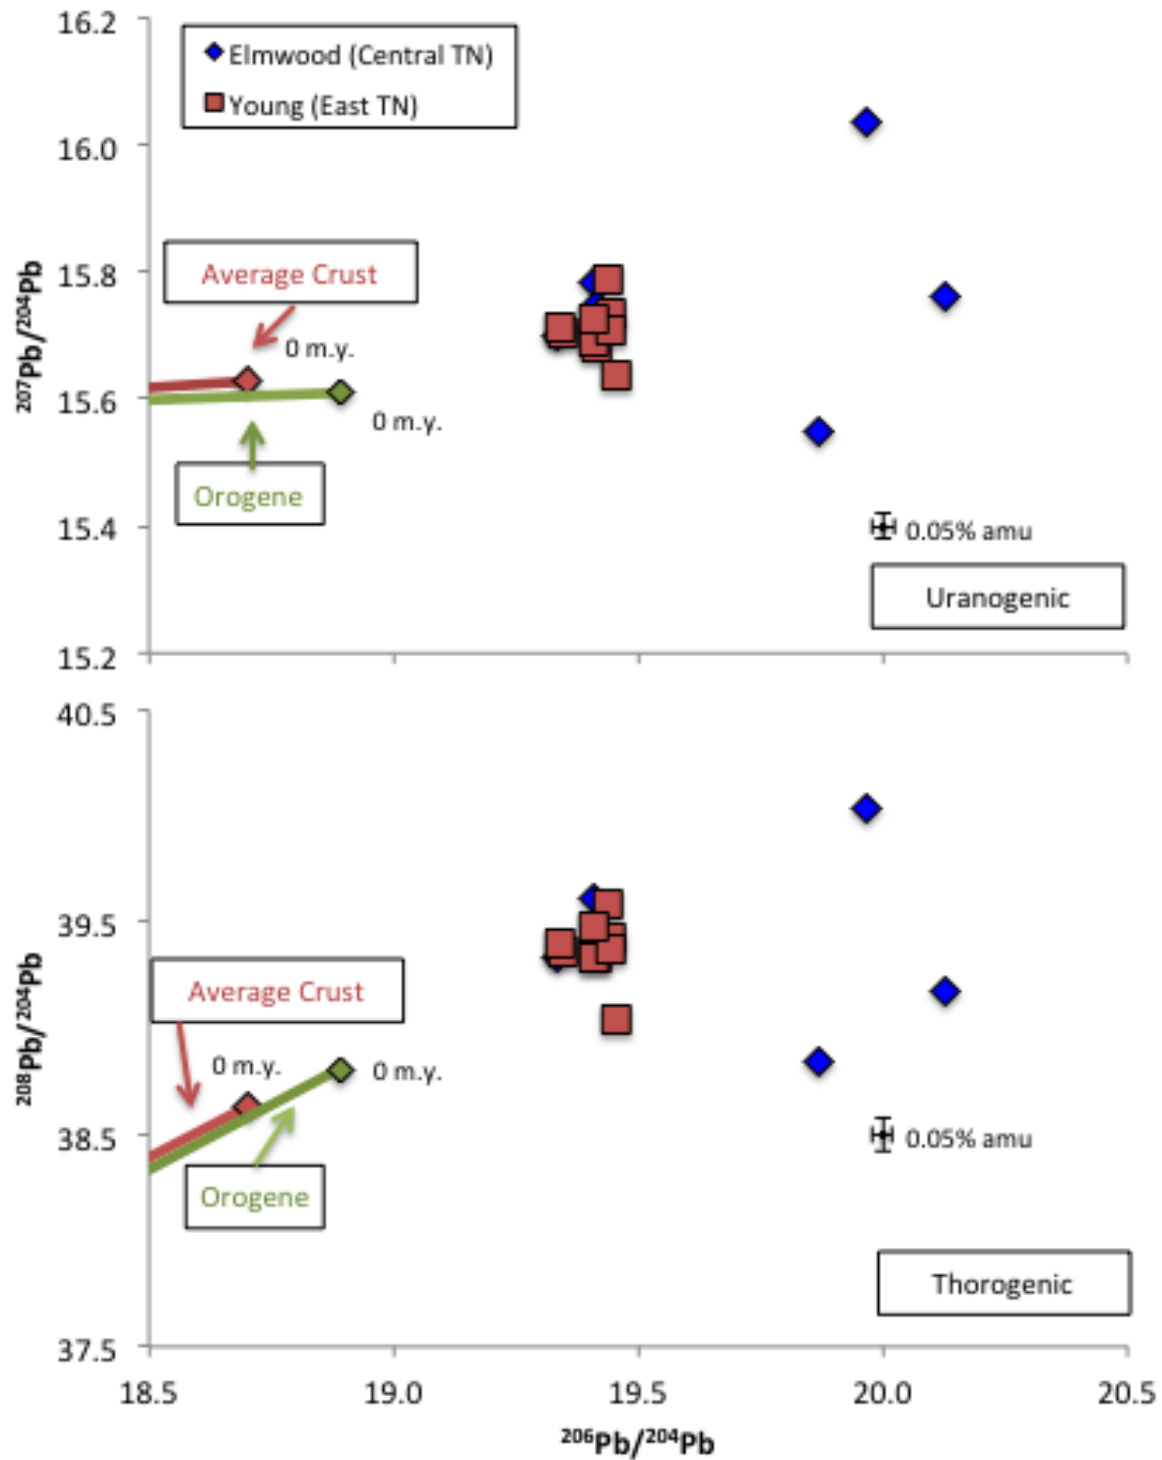 16.2
Elmwood (Central TN)
Young (East TN)
16.0
15.8
Average Crust
0 m.y.
15.6
0 m.y.
Orogene
15.4
0.05% amu
Uranogenic
15.2
²⁰⁷Pb/²⁰⁴Pb
40.5
39.5
Average Crust
0 m.y.
0 m.y.
38.5
0.05% amu
Orogene
Thorogenic
37.5
²⁰⁸Pb/²⁰⁴Pb
18.5 19.0 19.5 20.0 20.5
²⁰⁶Pb/²⁰⁴Pb